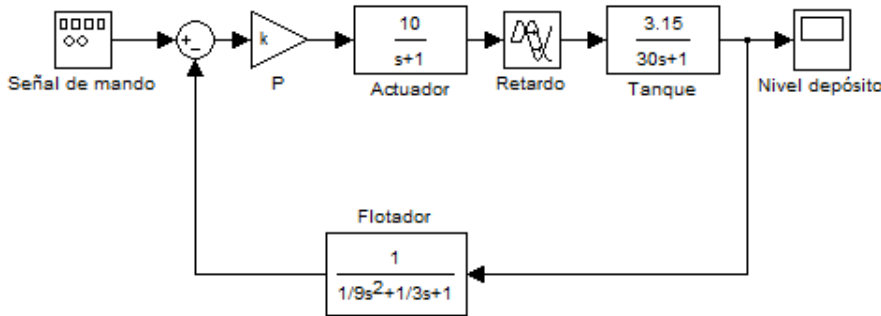 +
-
k
10
s+1
3.15
30s+1
Señal de mando
P
Actuador
Retardo
Tanque
Nivel depósito
Flotador
1
1/9s²+1/3s+1